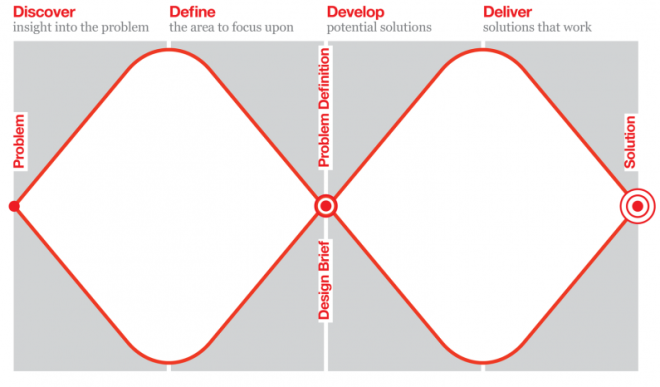 Discover
insight into the problem
Define
the area to focus upon
Develop
potential solutions
Deliver
solutions that work
Problem
Problem Definition
Design Brief
Solution